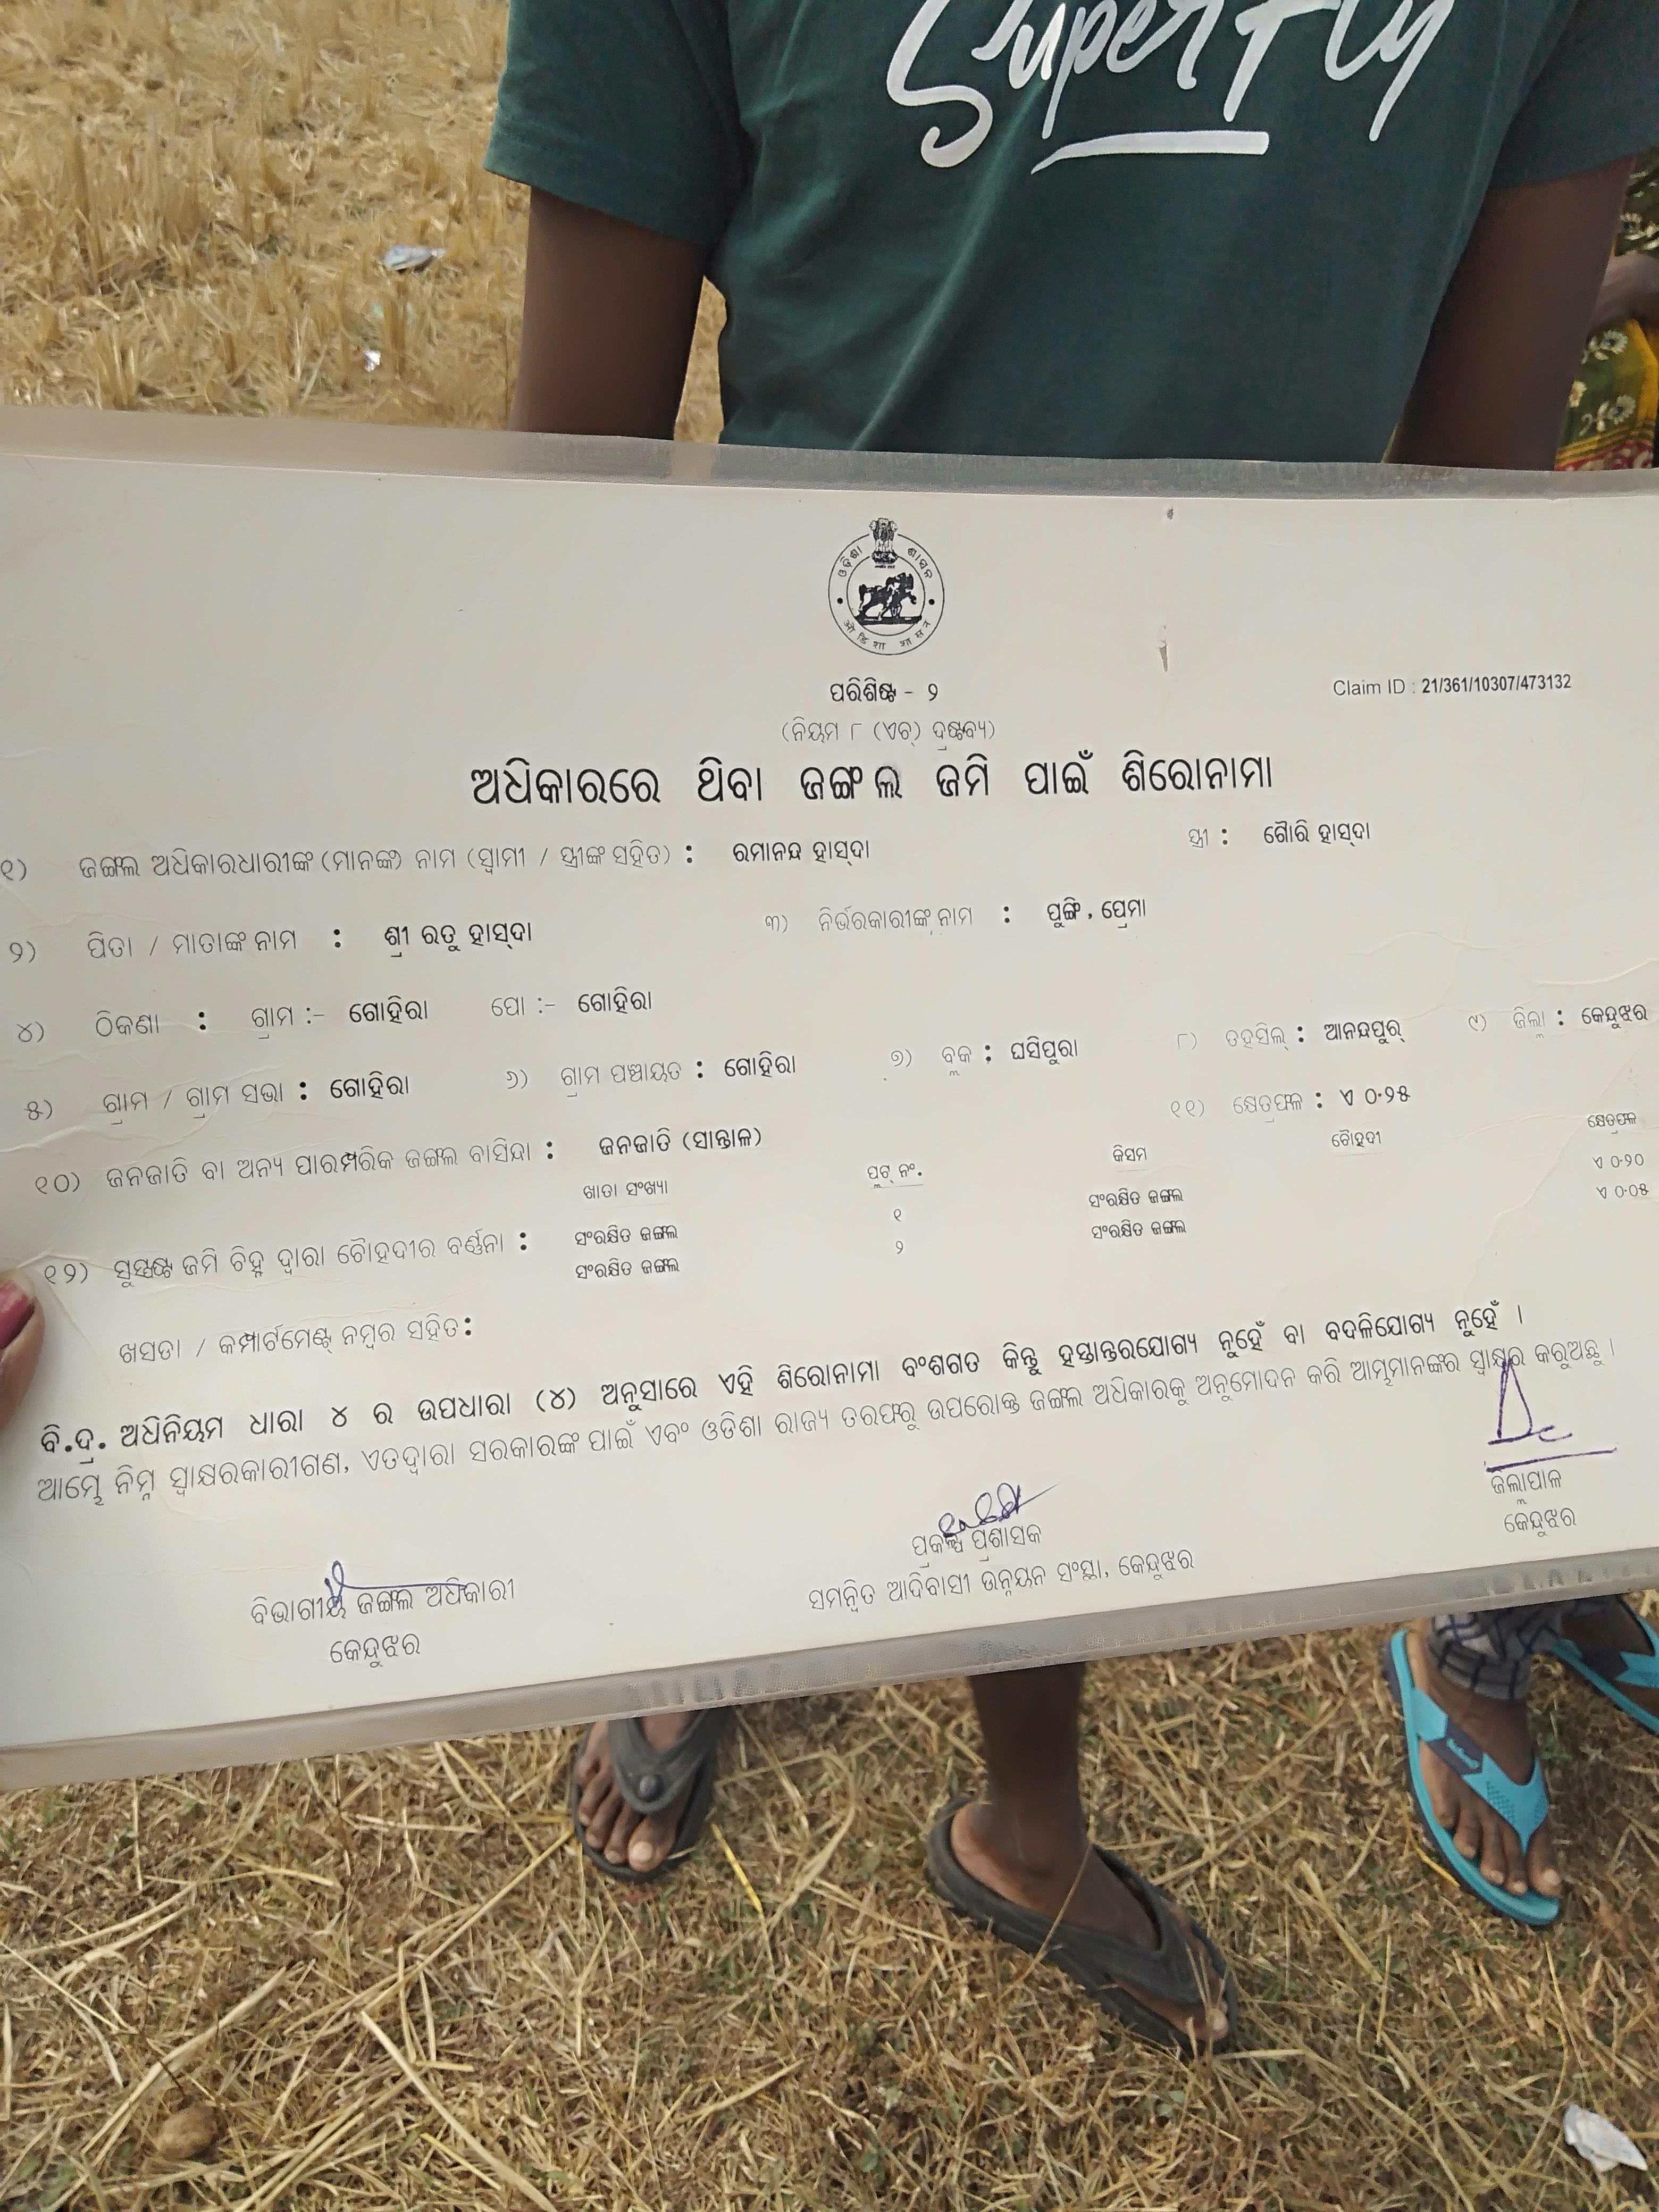 Superfly
ଓଡ଼ିଶା ଶାସନ
ओडिशा शासन
ପରିଶିଷ୍ଟ - ୨
Claim ID : 21/361/10307/473132
(ନିୟମ ୮ (ଏଚ୍) ଦ୍ରଷ୍ଟବ୍ୟ)
ଅଧିକାରରେ ଥିବା ଜଙ୍ଗଲ ଜମି ପାଇଁ ଶିରୋନାମା
୧) ଜଙ୍ଗଲ ଅଧିକାରଧାରୀଙ୍କ (ମାନଙ୍କ) ନାମ (ସ୍ୱାମୀ / ସ୍ତ୍ରୀଙ୍କ ସହିତ) : ରମାନନ୍ଦ ହାସ୍‌ଦା ସ୍ତ୍ରୀ : ଗୌରି ହାସ୍‌ଦା
୨) ପିତା / ମାତାଙ୍କ ନାମ : ଶ୍ରୀ ରତୁ ହାସ୍‌ଦା ୩) ନିର୍ଭରକାରୀଙ୍କ ନାମ : ପୁଙ୍ଗି , ପ୍ରେମା
୪) ଠିକଣା : ଗ୍ରାମ :- ଗୋହିରା ପୋ :- ଗୋହିରା
୫) ଗ୍ରାମ / ଗ୍ରାମ ସଭା : ଗୋହିରା ୬) ଗ୍ରାମ ପଞ୍ଚାୟତ : ଗୋହିରା ୭) ବ୍ଲକ : ଘସିପୁରା ୮) ତହସିଲ୍ : ଆନନ୍ଦପୁର୍ ୯) ଜିଲ୍ଲା : କେନ୍ଦୁଝର
୧୦) ଜନଜାତି ବା ଅନ୍ୟ ପାରମ୍ପରିକ ଜଙ୍ଗଲ ବାସିନ୍ଦା : ଜନଜାତି (ସାନ୍ତାଳ) ୧୧) କ୍ଷେତ୍ରଫଳ : ଏ ୦.୨୫
ଖାତା ସଂଖ୍ୟା ପ୍ଲଟ୍ ନଂ. କିସମ ଚୌହଦୀ କ୍ଷେତ୍ରଫଳ
୧୨) ସୁସ୍ପଷ୍ଟ ଜମି ଚିହ୍ନ ଦ୍ୱାରା ଚୌହଦୀର ବର୍ଣ୍ଣନା : ସଂରକ୍ଷିତ ଜଙ୍ଗଲ ୧ ସଂରକ୍ଷିତ ଜଙ୍ଗଲ ଏ ୦.୨୦
ସଂରକ୍ଷିତ ଜଙ୍ଗଲ ୨ ସଂରକ୍ଷିତ ଜଙ୍ଗଲ ଏ ୦.୦୫
ଖସଡା / କମ୍ପାର୍ଟମେଣ୍ଟ୍ ନମ୍ବର ସହିତ:
ବି.ଦ୍ର. ଅଧିନିୟମ ଧାରା ୪ ର ଉପଧାରା (୪) ଅନୁସାରେ ଏହି ଶିରୋନାମା ବଂଶଗତ କିନ୍ତୁ ହସ୍ତାନ୍ତରଯୋଗ୍ୟ ନୁହେଁ ବା ବଦଳିଯୋଗ୍ୟ ନୁହେଁ ।
ଆମ୍ଭେ ନିମ୍ନ ସ୍ୱାକ୍ଷରକାରୀଗଣ, ଏତଦ୍ଦ୍ୱାରା ସରକାରଙ୍କ ପାଇଁ ଏବଂ ଓଡିଶା ରାଜ୍ୟ ତରଫରୁ ଉପରୋକ୍ତ ଜଙ୍ଗଲ ଅଧିକାରକୁ ଅନୁମୋଦନ କରି ଆମ୍ଭମାନଙ୍କର ସ୍ୱାକ୍ଷର କରୁଅଛୁ ।
ବିଭାଗୀୟ ଜଙ୍ଗଲ ଅଧିକାରୀ
କେନ୍ଦୁଝର
ପ୍ରକଳ୍ପ ପ୍ରଶାସକ
ସମନ୍ୱିତ ଆଦିବାସୀ ଉନ୍ନୟନ ସଂସ୍ଥା, କେନ୍ଦୁଝର
ଜିଲ୍ଲାପାଳ
କେନ୍ଦୁଝର